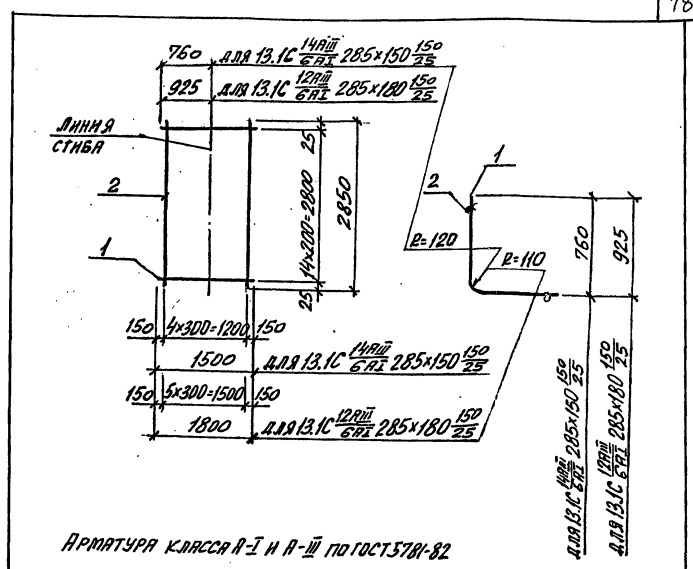 78
760 ДЛЯ 13.1С 14АIII/6АI 285×150 150/25
925 ДЛЯ 13.1С 12АIII/6АI 285×180 150/25
ЛИНИЯ
СГИБА
2
1
25
14×200=2800
25
2850
150 4×300=1200 150
1500 ДЛЯ 13.1С 14АIII/6АI 285×150 150/25
150 5×300=1500 150
1800 ДЛЯ 13.1С 12АIII/6АI 285×180 150/25
1
2
R=120
R=110
760
925
ДЛЯ 13.1С 14АIII/6АI 285×150 150/25
ДЛЯ 13.1С 12АIII/6АI 285×180 150/25
АРМАТУРА КЛАССА А-I И А-III ПО ГОСТ 5781-82